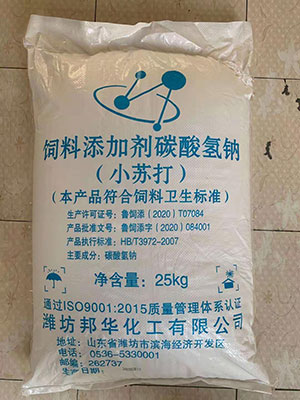 饲料添加剂碳酸氢钠
（小苏打）
（本产品符合饲料卫生标准）
生产许可证号：鲁饲添（2020）T07084
产品批准文号：鲁饲添字（2020）084001
产品执行标准：HB/T3972-2007
主要成分：碳酸氢钠
净含量：25kg
通过ISO9001:2015质量管理体系认证
潍坊邦华化工有限公司
地址：山东省潍坊市滨海经济开发区
电话：0536-5330001
邮编：262737
生产日期：